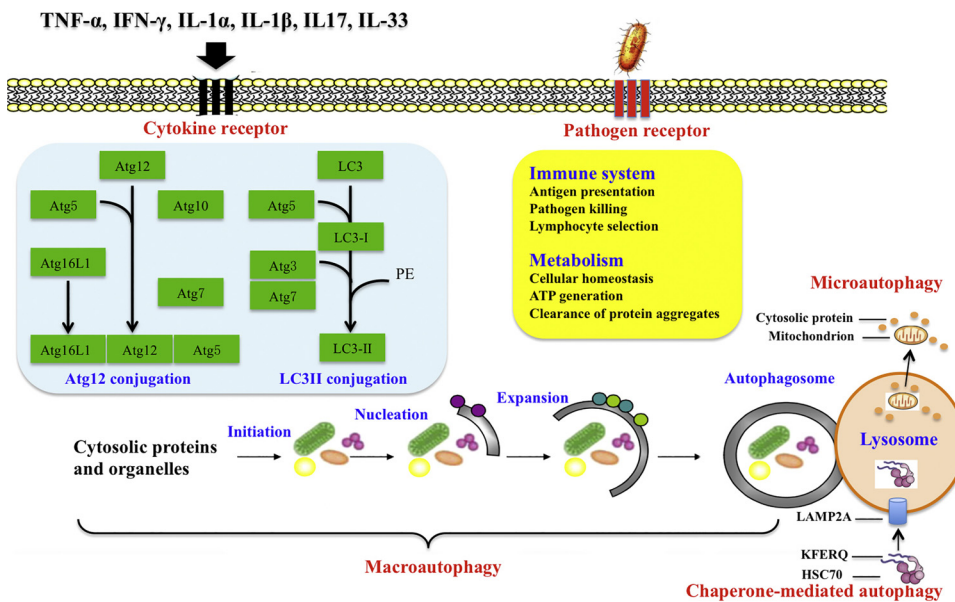 TNF-α, IFN-γ, IL-1α, IL-1β, IL17, IL-33
Cytokine receptor
Pathogen receptor
Atg12
LC3
Atg5
Atg10
Atg5
LC3-I
Atg16L1
Atg3
PE
Atg7
Atg7
Atg16L1
Atg12
Atg5
LC3-II
Atg12 conjugation
LC3II conjugation
Immune system
Antigen presentation
Pathogen killing
Lymphocyte selection
Metabolism
Cellular homeostasis
ATP generation
Clearance of protein aggregates
Microautophagy
Cytosolic protein
Mitochondrion
Autophagosome
Lysosome
Expansion
Nucleation
Initiation
Cytosolic proteins
and organelles
LAMP2A
KFERQ
HSC70
Macroautophagy
Chaperone-mediated autophagy